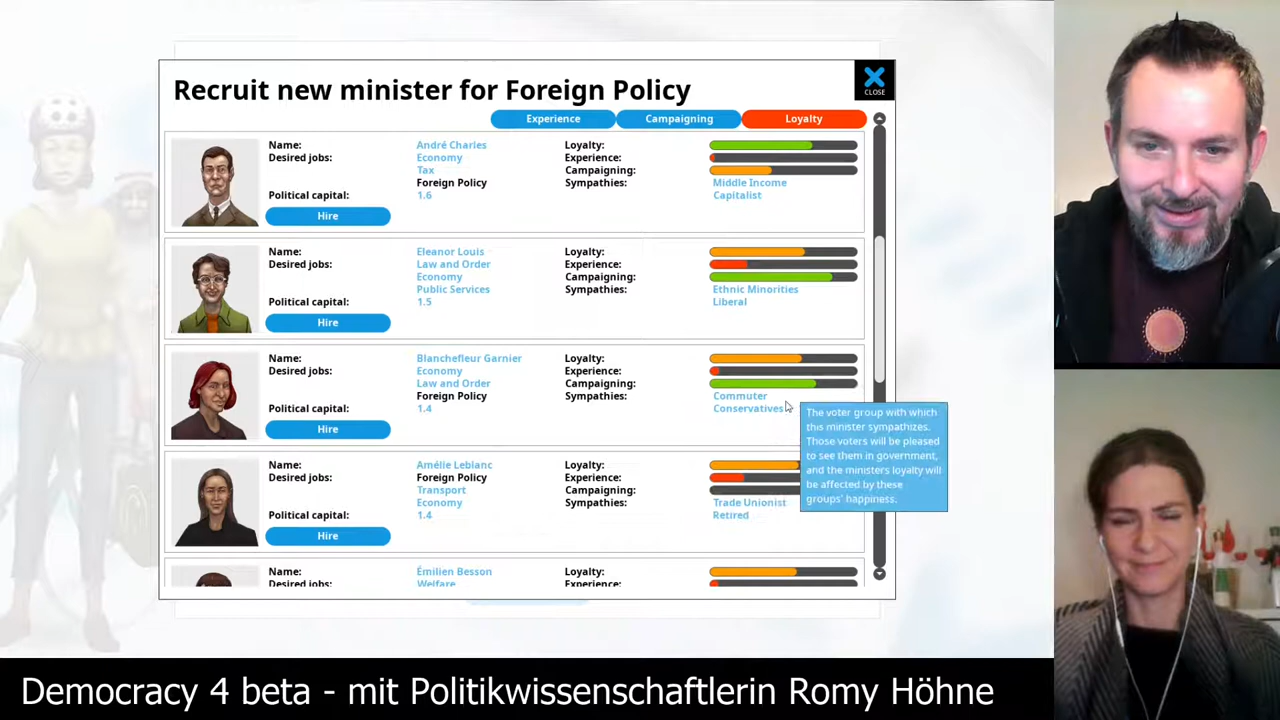 Recruit new minister for Foreign Policy
CLOSE
Experience Campaigning Loyalty
Name: André Charles Loyalty:
Desired jobs: Economy Experience:
Tax Campaigning:
Foreign Policy Sympathies: Middle Income
Political capital: 1.6 Capitalist
Hire
Name: Eleanor Louis Loyalty:
Desired jobs: Law and Order Experience:
Economy Campaigning:
Public Services Sympathies: Ethnic Minorities
Political capital: 1.5 Liberal
Hire
Name: Blanchefleur Garnier Loyalty:
Desired jobs: Economy Experience:
Law and Order Campaigning:
Foreign Policy Sympathies: Commuter
Political capital: 1.4 Conservatives
Hire
The voter group with which
this minister sympathizes.
Those voters will be pleased
to see them in government,
and the ministers loyalty will
be affected by these
groups' happiness.
Name: Amélie Leblanc Loyalty:
Desired jobs: Foreign Policy Experience:
Transport Campaigning:
Economy Sympathies: Trade Unionist
Political capital: 1.4 Retired
Hire
Name: Émilien Besson Loyalty:
Desired jobs: Welfare Experience:
Democracy 4 beta - mit Politikwissenschaftlerin Romy Höhne